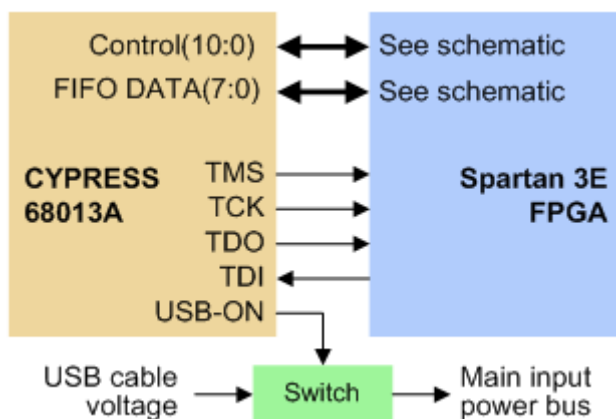 Control(10:0) See schematic
FIFO DATA(7:0) See schematic
CYPRESS
68013A
TMS
TCK
TDO
TDI
USB-ON
Spartan 3E
FPGA
USB cable
voltage
Switch
Main input
power bus